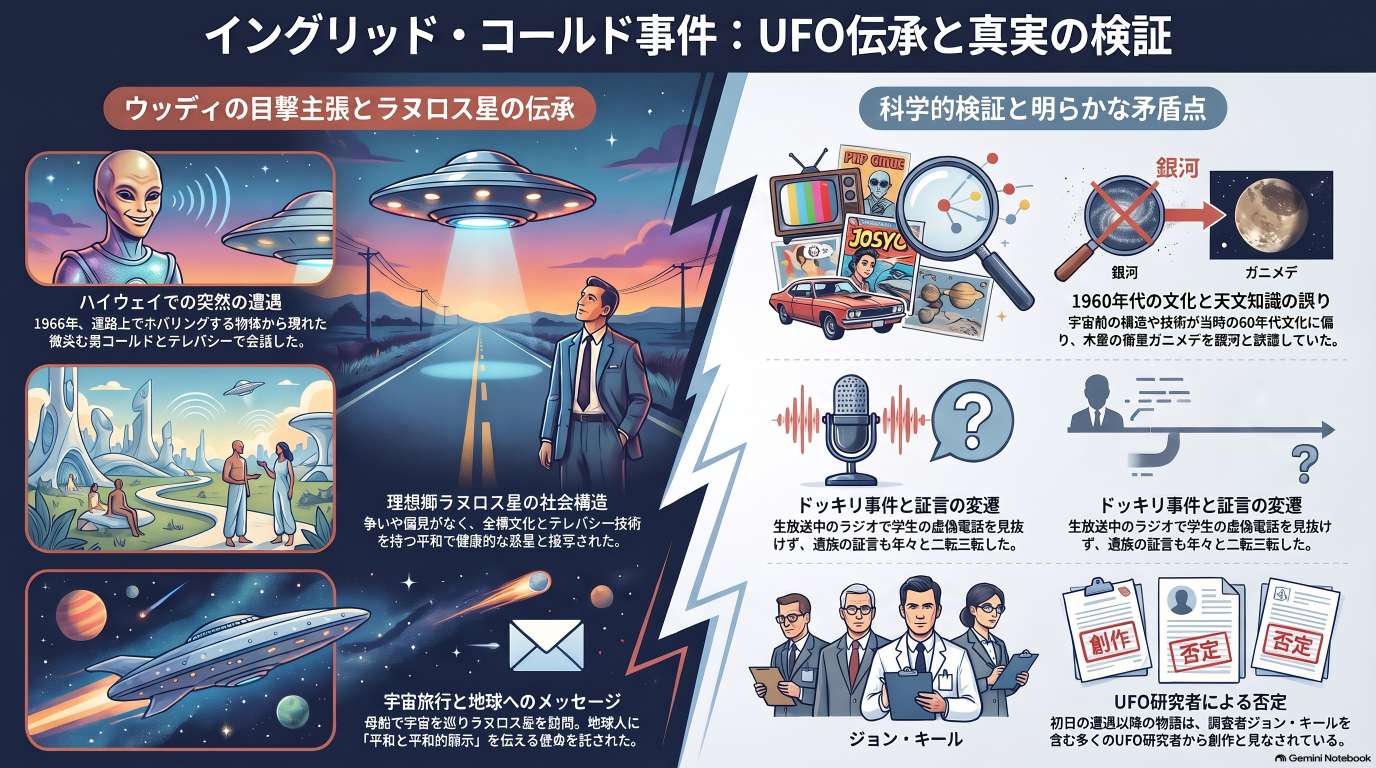 イングリッド・コールド事件：UFO伝承と真実の検証
ウッディの目撃主張とラヌロス星の伝承
ハイウェイでの突然の遭遇
1966年、運路上でホバリングする物体から現れた
微笑む男コールドとテレパシーで会話した。
理想郷ラヌロス星の社会構造
争いや偏見がなく、全裸文化とテレパシー技術
を持つ平和で健康的な惑星と描写された。
宇宙旅行と地球へのメッセージ
母船で宇宙を巡りラヌロス星を訪問。地球人に
「平和と平和的」を伝える使命を託された。
科学的検証と明らかな矛盾点
JOSYC
銀河
銀河
ガニメデ
1960年代の文化と天文知識の誤り
宇宙船の構造や技術が当時の60年代文化に偏
り、木星の衛星ガニメデを銀河と誤認していた。
ドッキリ事件と証言の変遷
生放送中のラジオで学生の虚偽電話を見抜
けず、遺族の証言も年々と二転三転した。
ドッキリ事件と証言の変遷
生放送中のラジオで学生の虚偽電話を見抜け
ず、遺族の証言も年々と二転三転した。
ジョン・キール
創作
否定
否定
UFO研究者による否定
初日の遭遇以降の物語は、調査者ジョン・キールを
含む多くのUFO研究者から創作と見なされている。
Gemini Notebook